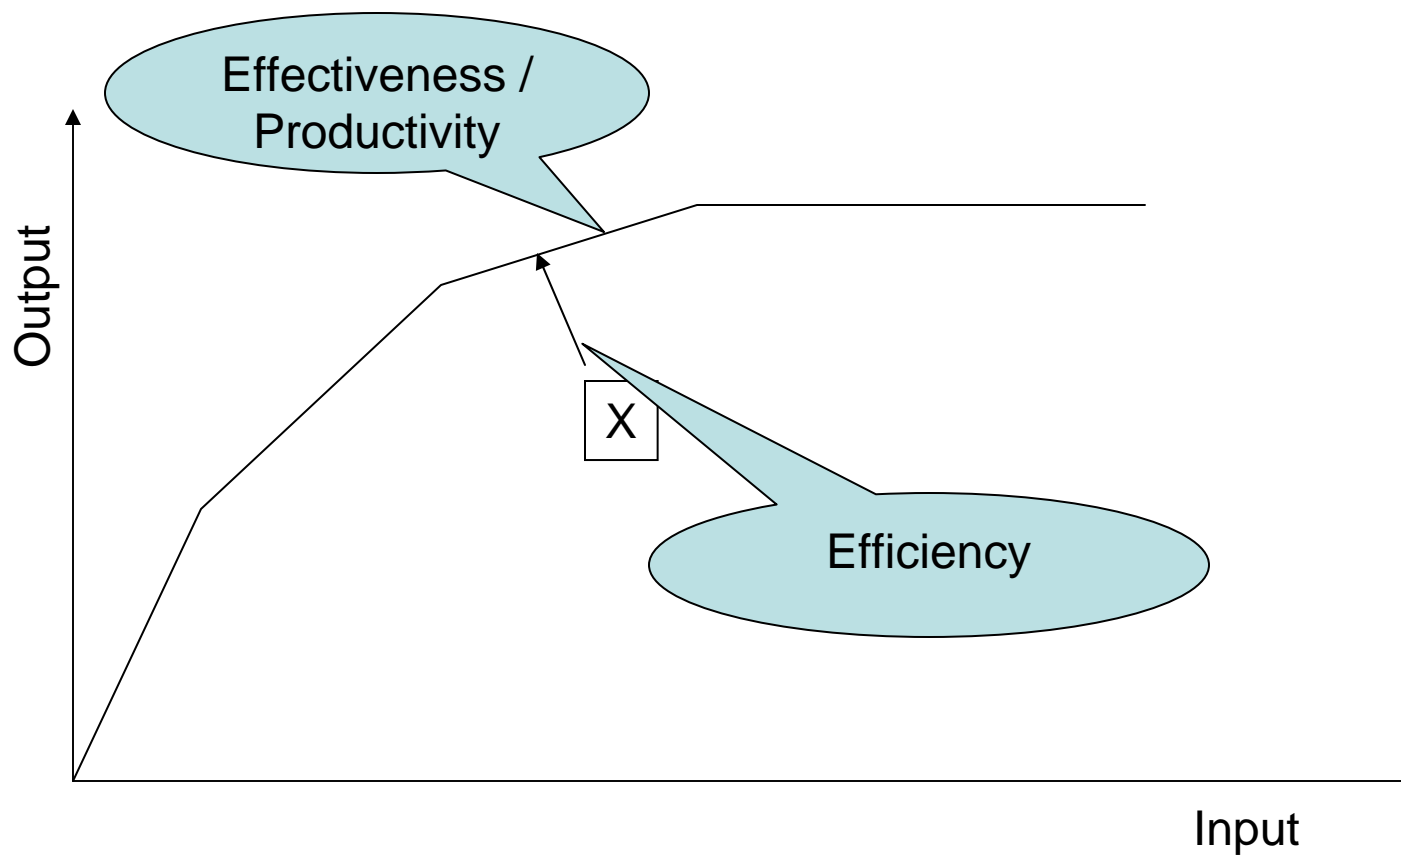 Effectiveness /
Productivity
Output
X
Efficiency
Input